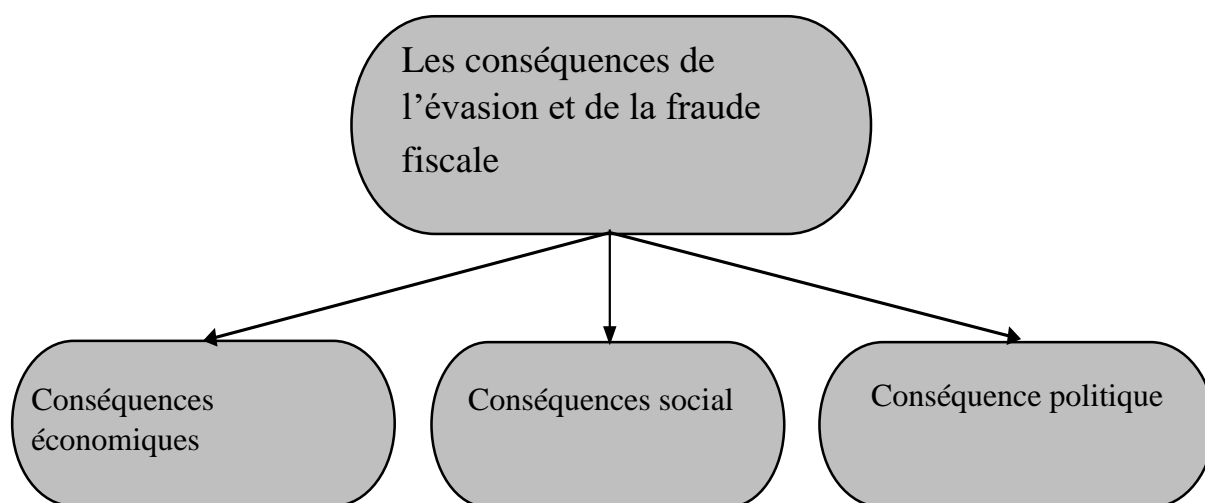 Les conséquences de
l’évasion et de la fraude
fiscale
Conséquences
économiques
Conséquences social
Conséquence politique